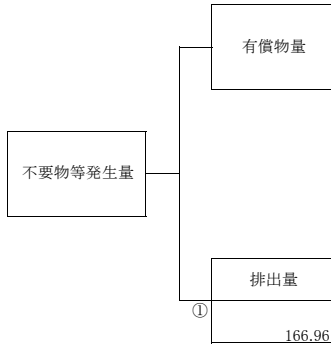 有償物量
不要物等発生量
排出量
①
166.96